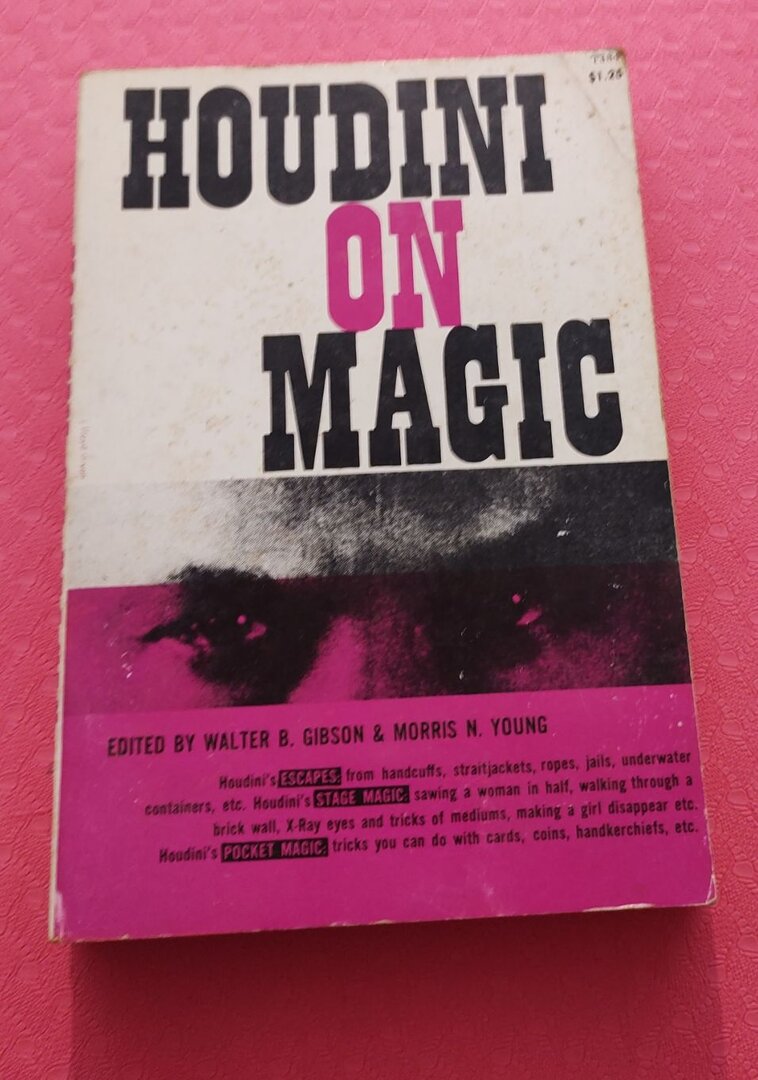 $1.25
HOUDINI
ON
MAGIC
EDITED BY WALTER B. GIBSON & MORRIS N. YOUNG
Houdini's ESCAPES: from handcuffs, straitjackets, ropes, jails, underwater
containers, etc. Houdini's STAGE MAGIC: sawing a woman in half, walking through a
brick wall, X-Ray eyes and tricks of mediums, making a girl disappear etc.
Houdini's POCKET MAGIC: tricks you can do with cards, coins, handkerchiefs, etc.